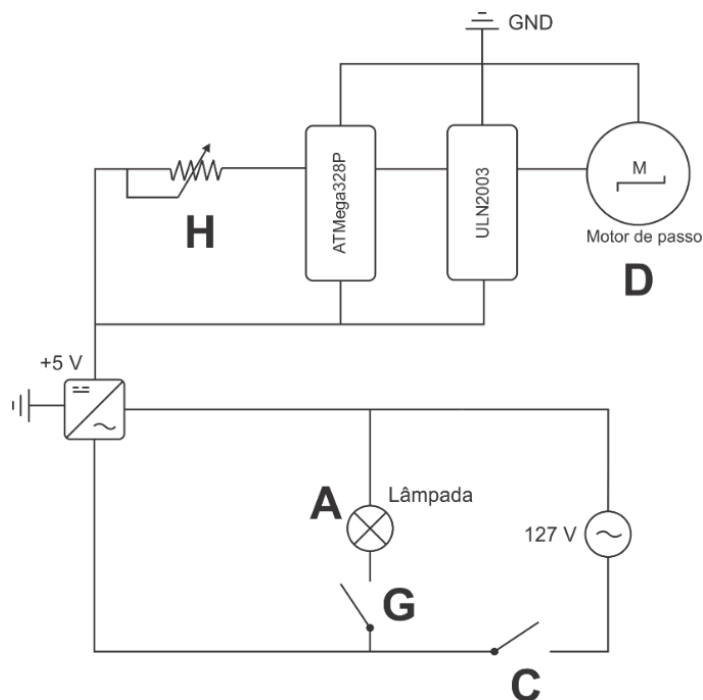 GND
ATMega328P
ULN2003
M
Motor de passo
H
D
+5 V
A
Lâmpada
127 V
G
C